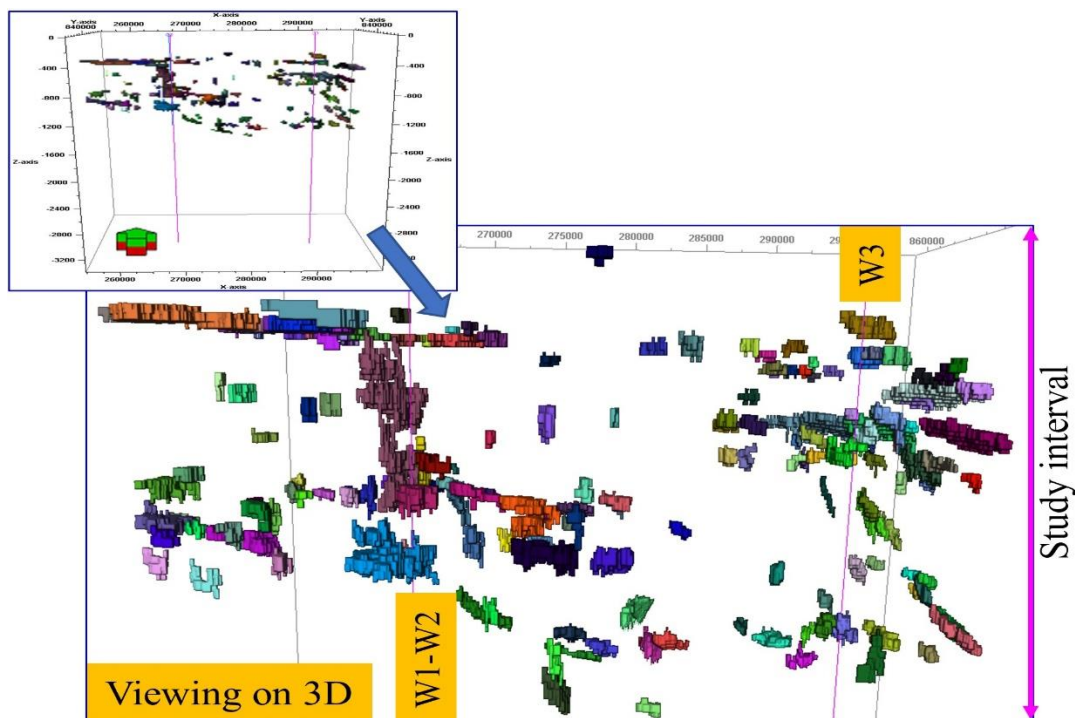 X-axis
Y-axis 260000 270000 280000 290000 Y-axis
840000 840000
0 0
-400 -400
-800 -800
-1200 -1200
-1600 -1600
Z-axis Z-axis
-2000 -2000
-2400 -2400
-2800 -2800
-3200
260000 270000 280000 290000
X-axis
270000 275000 280000 285000 290000 860000
W3
Study interval
W1-W2
Viewing on 3D